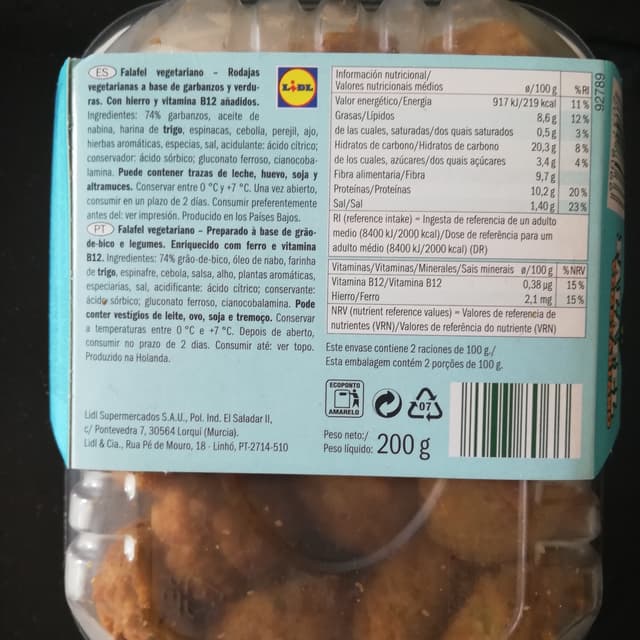 ES Falafel vegetariano – Rodajas
vegetarianas a base de garbanzos y verdu-
ras. Con hierro y vitamina B12 añadidos.
Ingredientes: 74% garbanzos, aceite de
nabina, harina de trigo, espinacas, cebolla, perejil, ajo,
hierbas aromáticas, especias, sal, acidulante: ácido cítrico;
conservador: ácido sórbico; gluconato ferroso, cianocoba-
lamina. Puede contener trazas de leche, huevo, soja y
altramuces. Conservar entre 0 °C y +7 °C. Una vez abierto,
consumir en un plazo de 2 días. Consumir preferentemente
antes del: ver impresión. Producido en los Países Bajos.
PT Falafel vegetariano – Preparado à base de grão-
de-bico e legumes. Enriquecido com ferro e vitamina
B12. Ingredientes: 74% grão-de-bico, óleo de nabo, farinha
de trigo, espinafre, cebola, salsa, alho, plantas aromáticas,
especiarias, sal, acidificante: ácido cítrico; conservante:
ácido sórbico; gluconato ferroso, cianocobalamina. Pode
conter vestígios de leite, ovo, soja e tremoço. Conservar
a temperaturas entre 0 °C e +7 °C. Depois de aberto,
consumir no prazo de 2 dias. Consumir até: ver topo.
Produzido na Holanda.
Lidl Supermercados S.A.U., Pol. Ind. El Saladar II,
c/ Pontevedra 7, 30564 Lorquí (Murcia).
Lidl & Cia., Rua Pé de Mouro, 18 - Linhó, PT-2714-510
LIDL
Información nutricional/
Valores nutricionais médios ø/100 g %RI
Valor energético/Energia 917 kJ/219 kcal 11%
Grasas/Lípidos 8,6 g 12%
de las cuales, saturadas/dos quais saturados 0,5 g 3%
Hidratos de carbono/Hidratos de carbono 20,3 g 8%
de los cuales, azúcares/dos quais açúcares 3,4 g 4%
Fibra alimentaria/Fibra 9,7 g
Proteínas/Proteínas 10,2 g 20%
Sal/Sal 1,40 g 23%
RI (reference intake) = Ingesta de referencia de un adulto
medio (8400 kJ/2000 kcal)/Dose de referência para um
adulto médio (8400 kJ/2000 kcal) (DR)
Vitaminas/Vitaminas/Minerales/Sais minerais ø/100 g %NRV
Vitamina B12/Vitamina B12 0,38 µg 15%
Hierro/Ferro 2,1 mg 15%
NRV (nutrient reference values) = Valores de referencia de
nutrientes (VRN)/Valores de referência do nutriente (VRN)
Este envase contiene 2 raciones de 100 g./
Esta embalagem contém 2 porções de 100 g.
ECOPONTO
AMARELO
07
Peso neto:/
Peso líquido: 200 g
92789